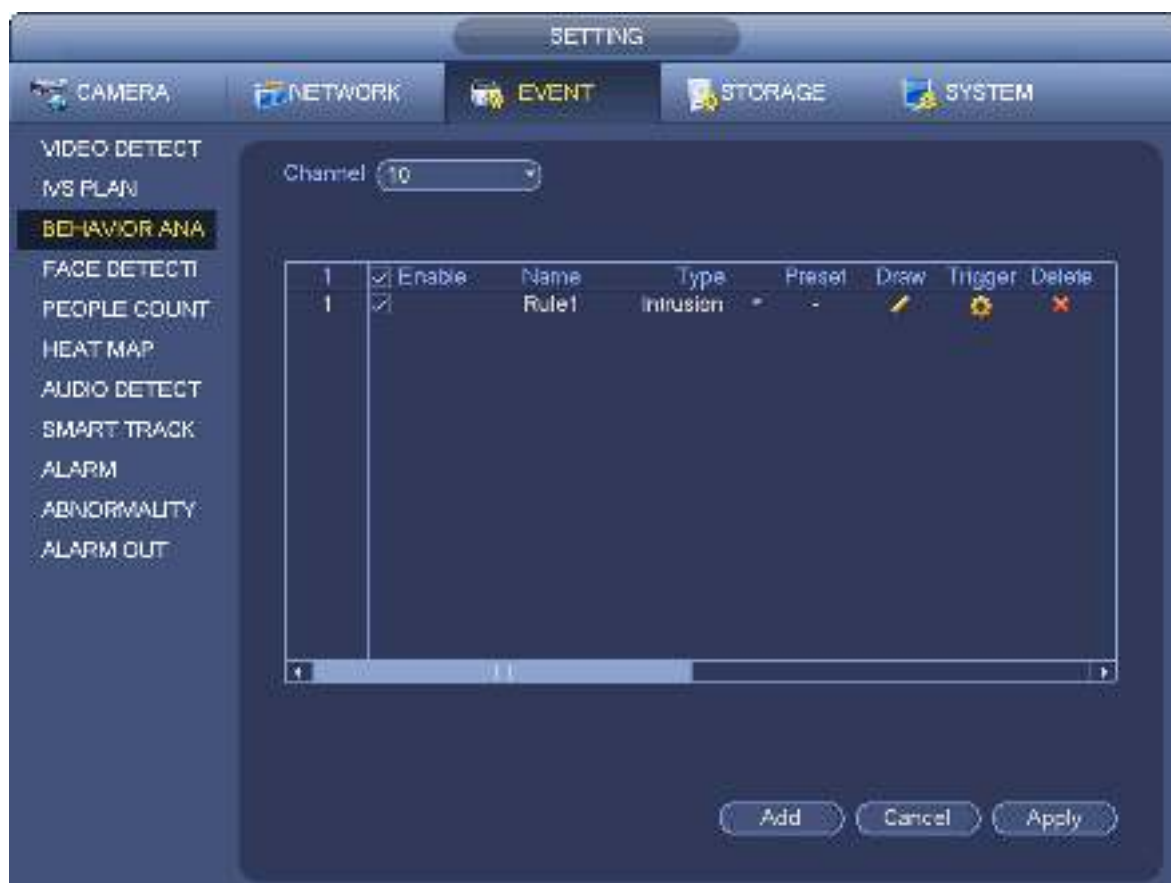 SETTING
CAMERA NETWORK EVENT STORAGE SYSTEM
VIDEO DETECT
IVS PLAN
BEHAVIOR ANA
FACE DETECTI
PEOPLE COUNT
HEAT MAP
AUDIO DETECT
SMART TRACK
ALARM
ABNORMALITY
ALARM OUT
Channel 10
1 Enable Name Type Preset Draw Trigger Delete
1 Rule1 Intrusion -
Add Cancel Apply